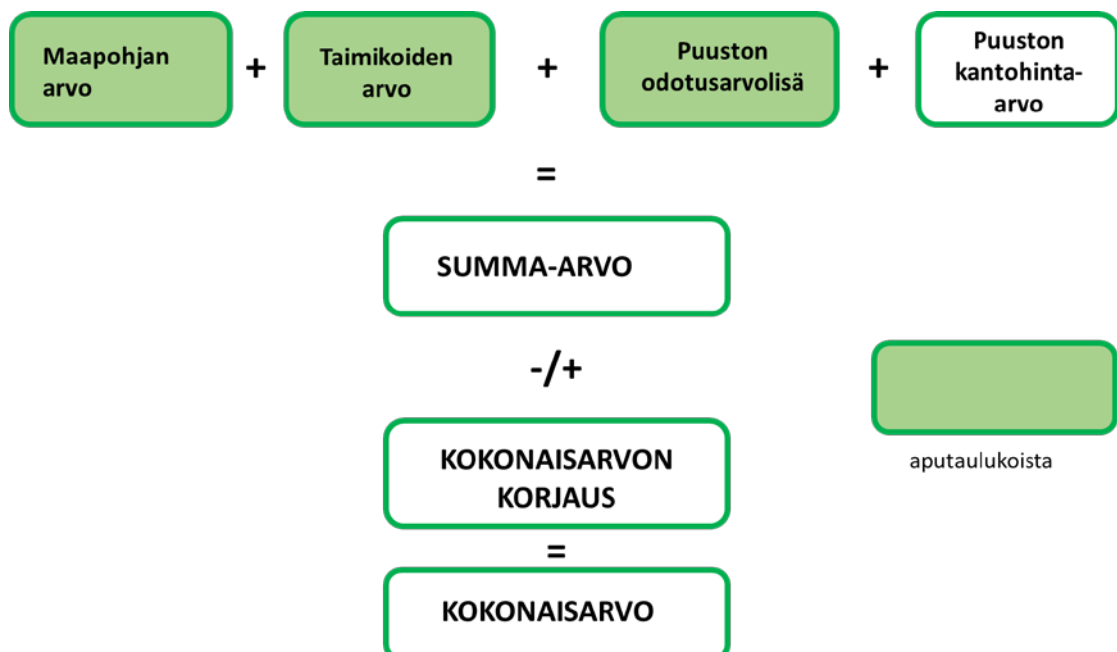 Maapohjan
arvo
+
Taimikoiden
arvo
+
Puuston
odotusarvolisä
+
Puuston
kantohinta-
arvo
=
SUMMA-ARVO
-/+
KOKONAISARVON
KORJAUS
aputaulukoista
=
KOKONAISARVO